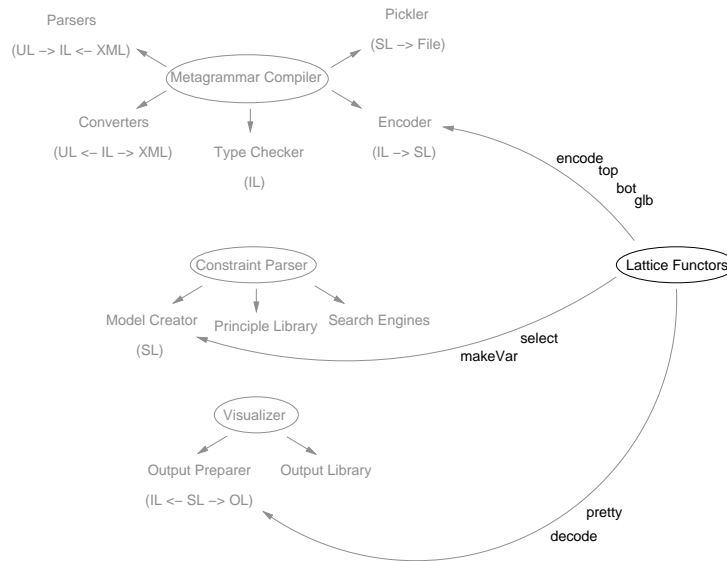 Parsers
(UL −> IL <− XML)
Pickler
(SL −> File)
Metagrammar Compiler
Converters
(UL <− IL −> XML)
Type Checker
(IL)
Encoder
(IL −> SL)
encode
top
bot
glb
Lattice Functors
Constraint Parser
Model Creator
(SL)
Principle Library
Search Engines
select
makeVar
Visualizer
Output Preparer
(IL <− SL −> OL)
Output Library
pretty
decode